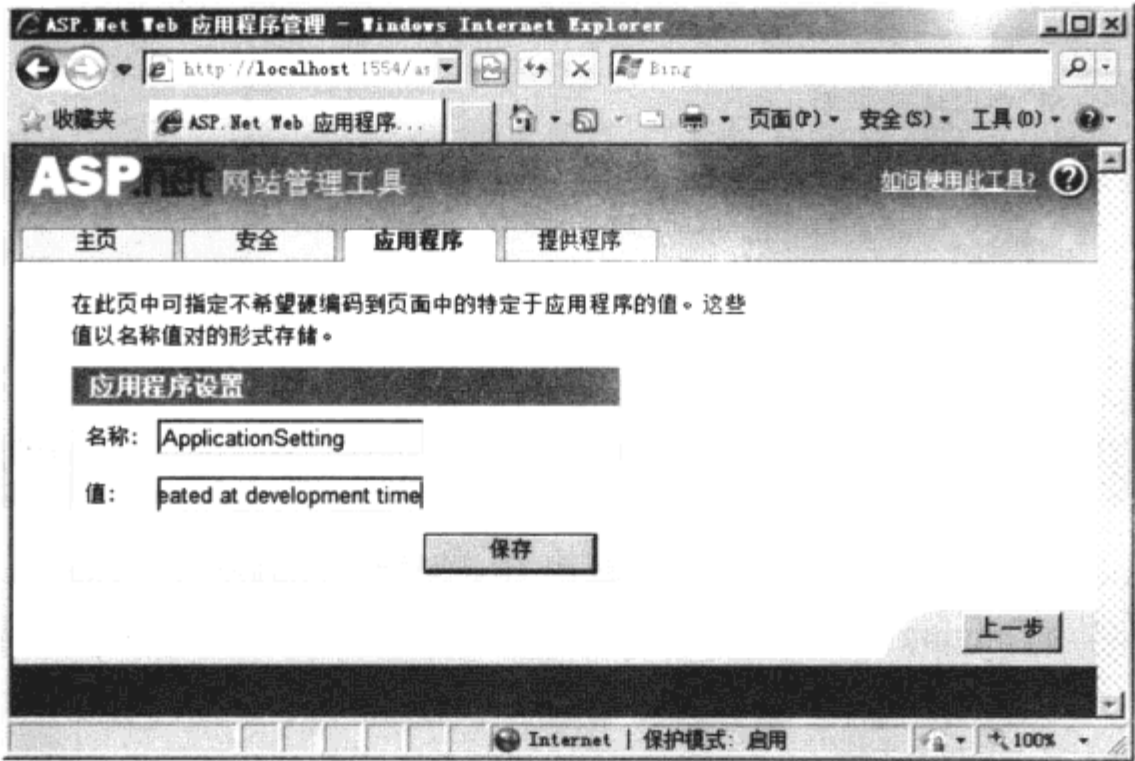 ASP.Net Web 应用程序管理 - Windows Internet Explorer
http://localhost 1554/as
Bing
收藏夹 ASP.Net Web 应用程序... 页面(P) 安全(S) 工具(O)
ASP.net 网站管理工具 如何使用此工具?
主页 安全 应用程序 提供程序
在此页中可指定不希望硬编码到页面中的特定于应用程序的值。这些
值以名称值对的形式存储。
应用程序设置
名称: ApplicationSetting
值: eated at development time
保存
上一步
Internet | 保护模式: 启用 100%